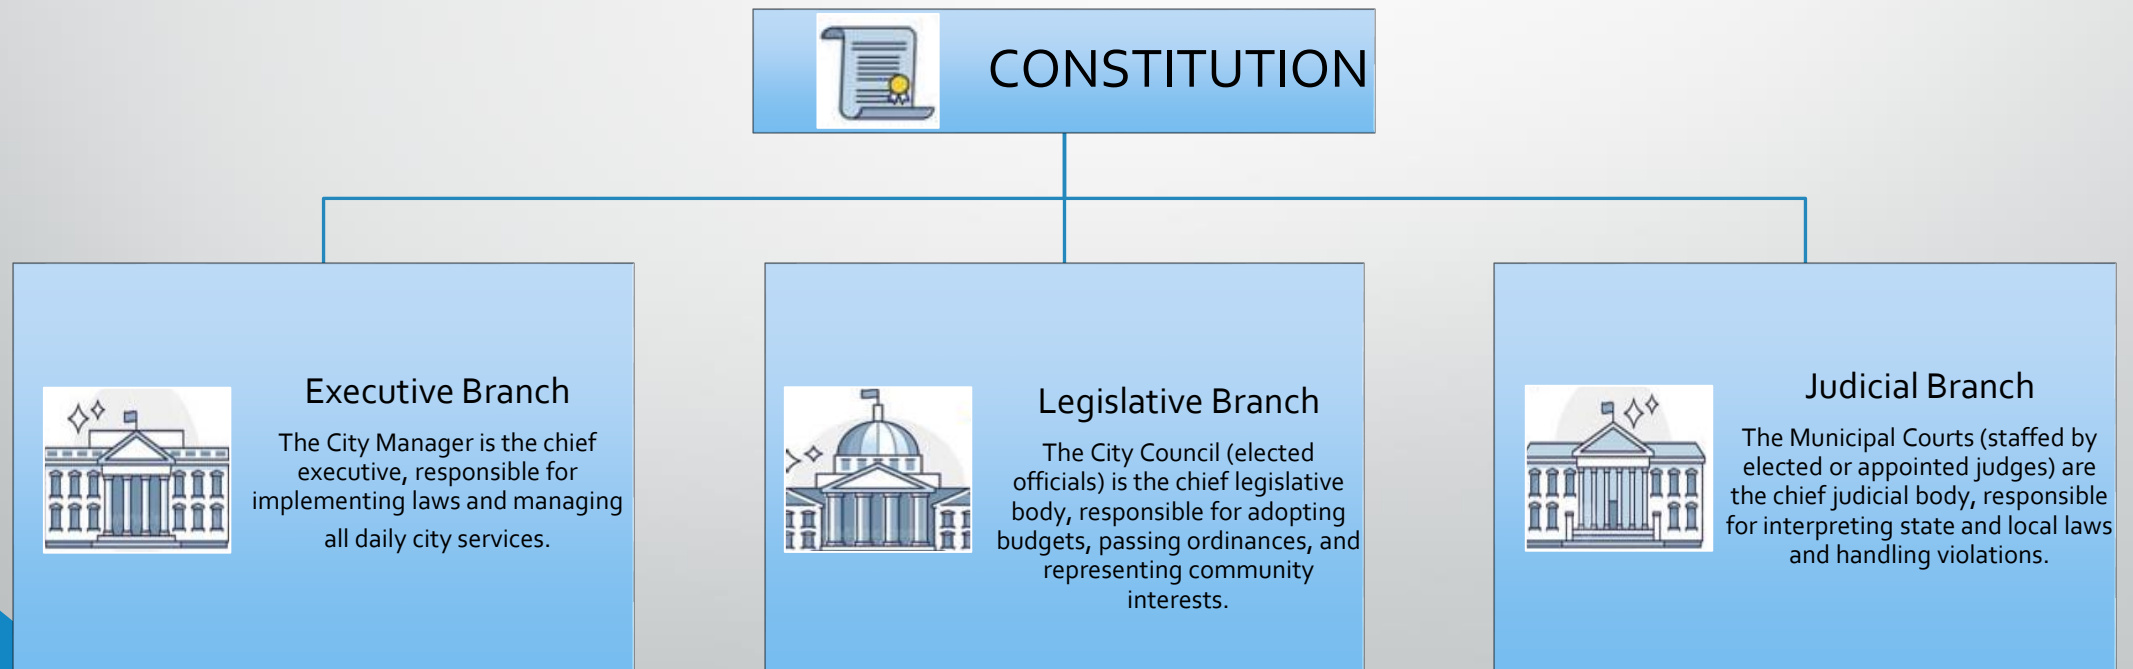 CONSTITUTION
Executive Branch
The City Manager is the chief
executive, responsible for
implementing laws and managing
all daily city services.
Legislative Branch
The City Council (elected
officials) is the chief legislative
body, responsible for adopting
budgets, passing ordinances, and
representing community
interests.
Judicial Branch
The Municipal Courts (staffed by
elected or appointed judges) are
the chief judicial body, responsible
for interpreting state and local laws
and handling violations.